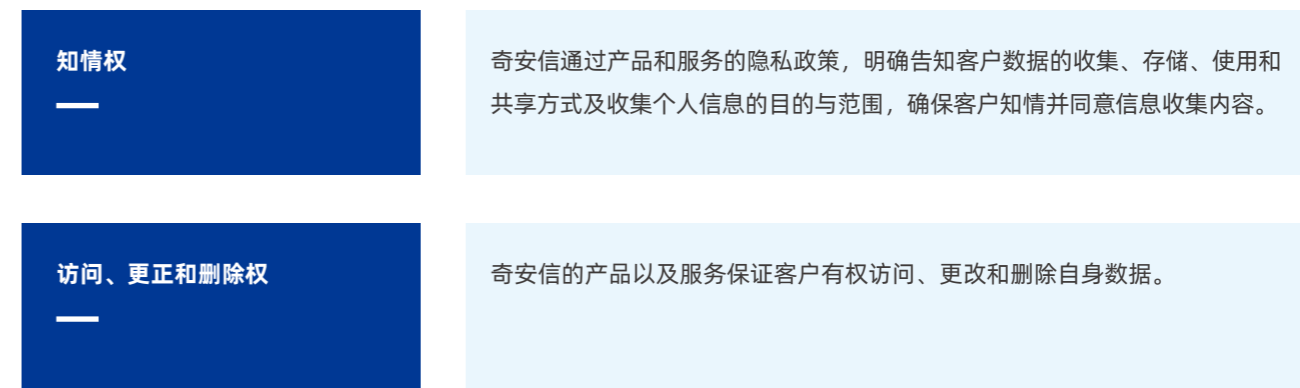 知情权
奇安信通过产品和服务的隐私政策，明确告知客户数据的收集、存储、使用和
共享方式及收集个人信息的目的与范围，确保客户知情并同意信息收集内容。
访问、更正和删除权
奇安信的产品以及服务保证客户有权访问、更改和删除自身数据。